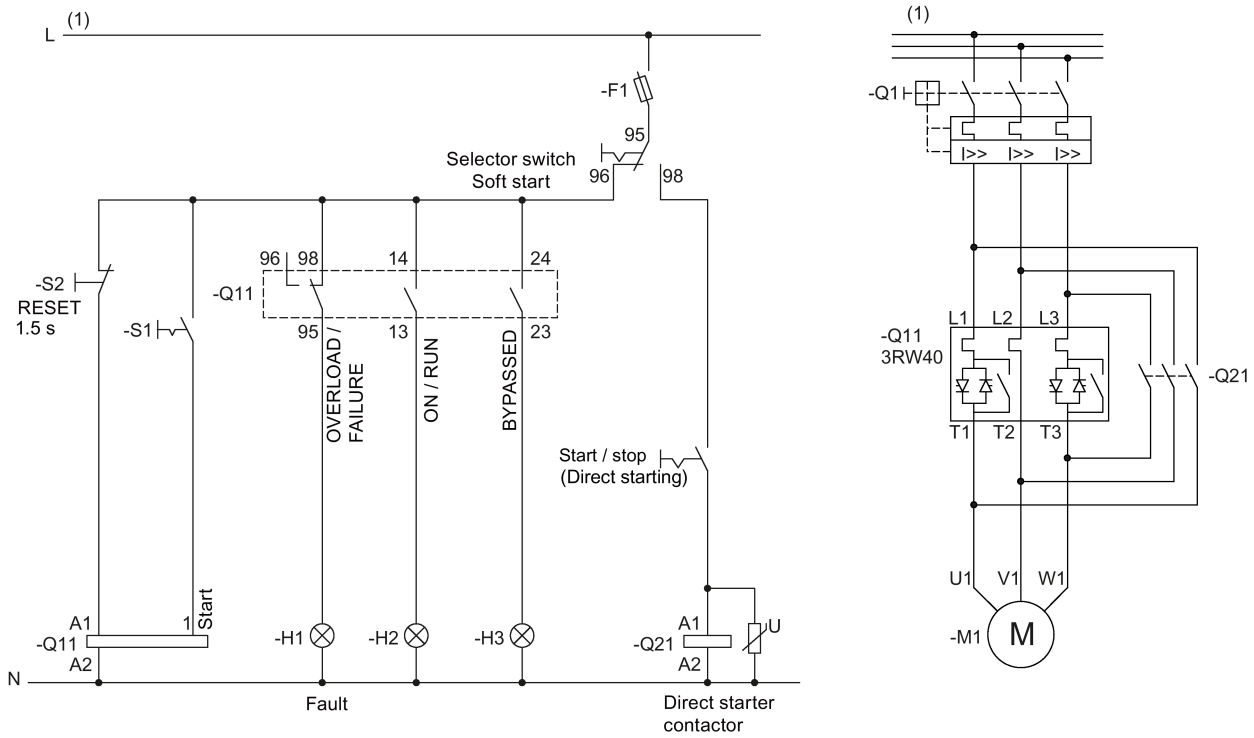 (1)
L
-F1
95
Selector switch
Soft start
96
98
-S2
RESET
1.5 s
-S1
96
98
14
24
-Q11
95
13
23
OVERLOAD /
FAILURE
ON / RUN
BYPASSED
Start / stop
(Direct starting)
A1
1
Start
-Q11
A2
-H1
-H2
-H3
A1
-Q21
A2
U
N
Fault
Direct starter
contactor
(1)
-Q1
I>>
I>>
I>>
L1
L2
L3
-Q11
3RW40
-Q21
T1
T2
T3
U1
V1
W1
-M1
M